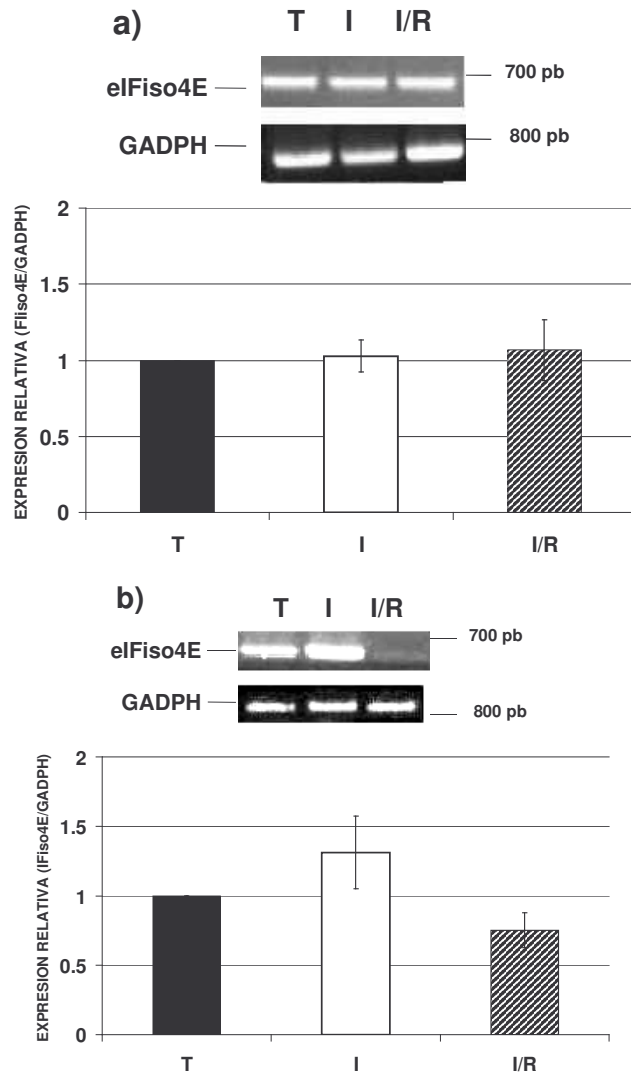 a)
T I I/R
eIFiso4E
700 pb
GADPH
800 pb
EXPRESION RELATIVA (FIiso4E/GADPH)
2
1.5
1
0.5
0
T I I/R
b)
T I I/R
eIFiso4E
700 pb
GADPH
800 pb
EXPRESION RELATIVA (IFiso4E/GADPH)
2
1.5
1
0.5
0
T I I/R